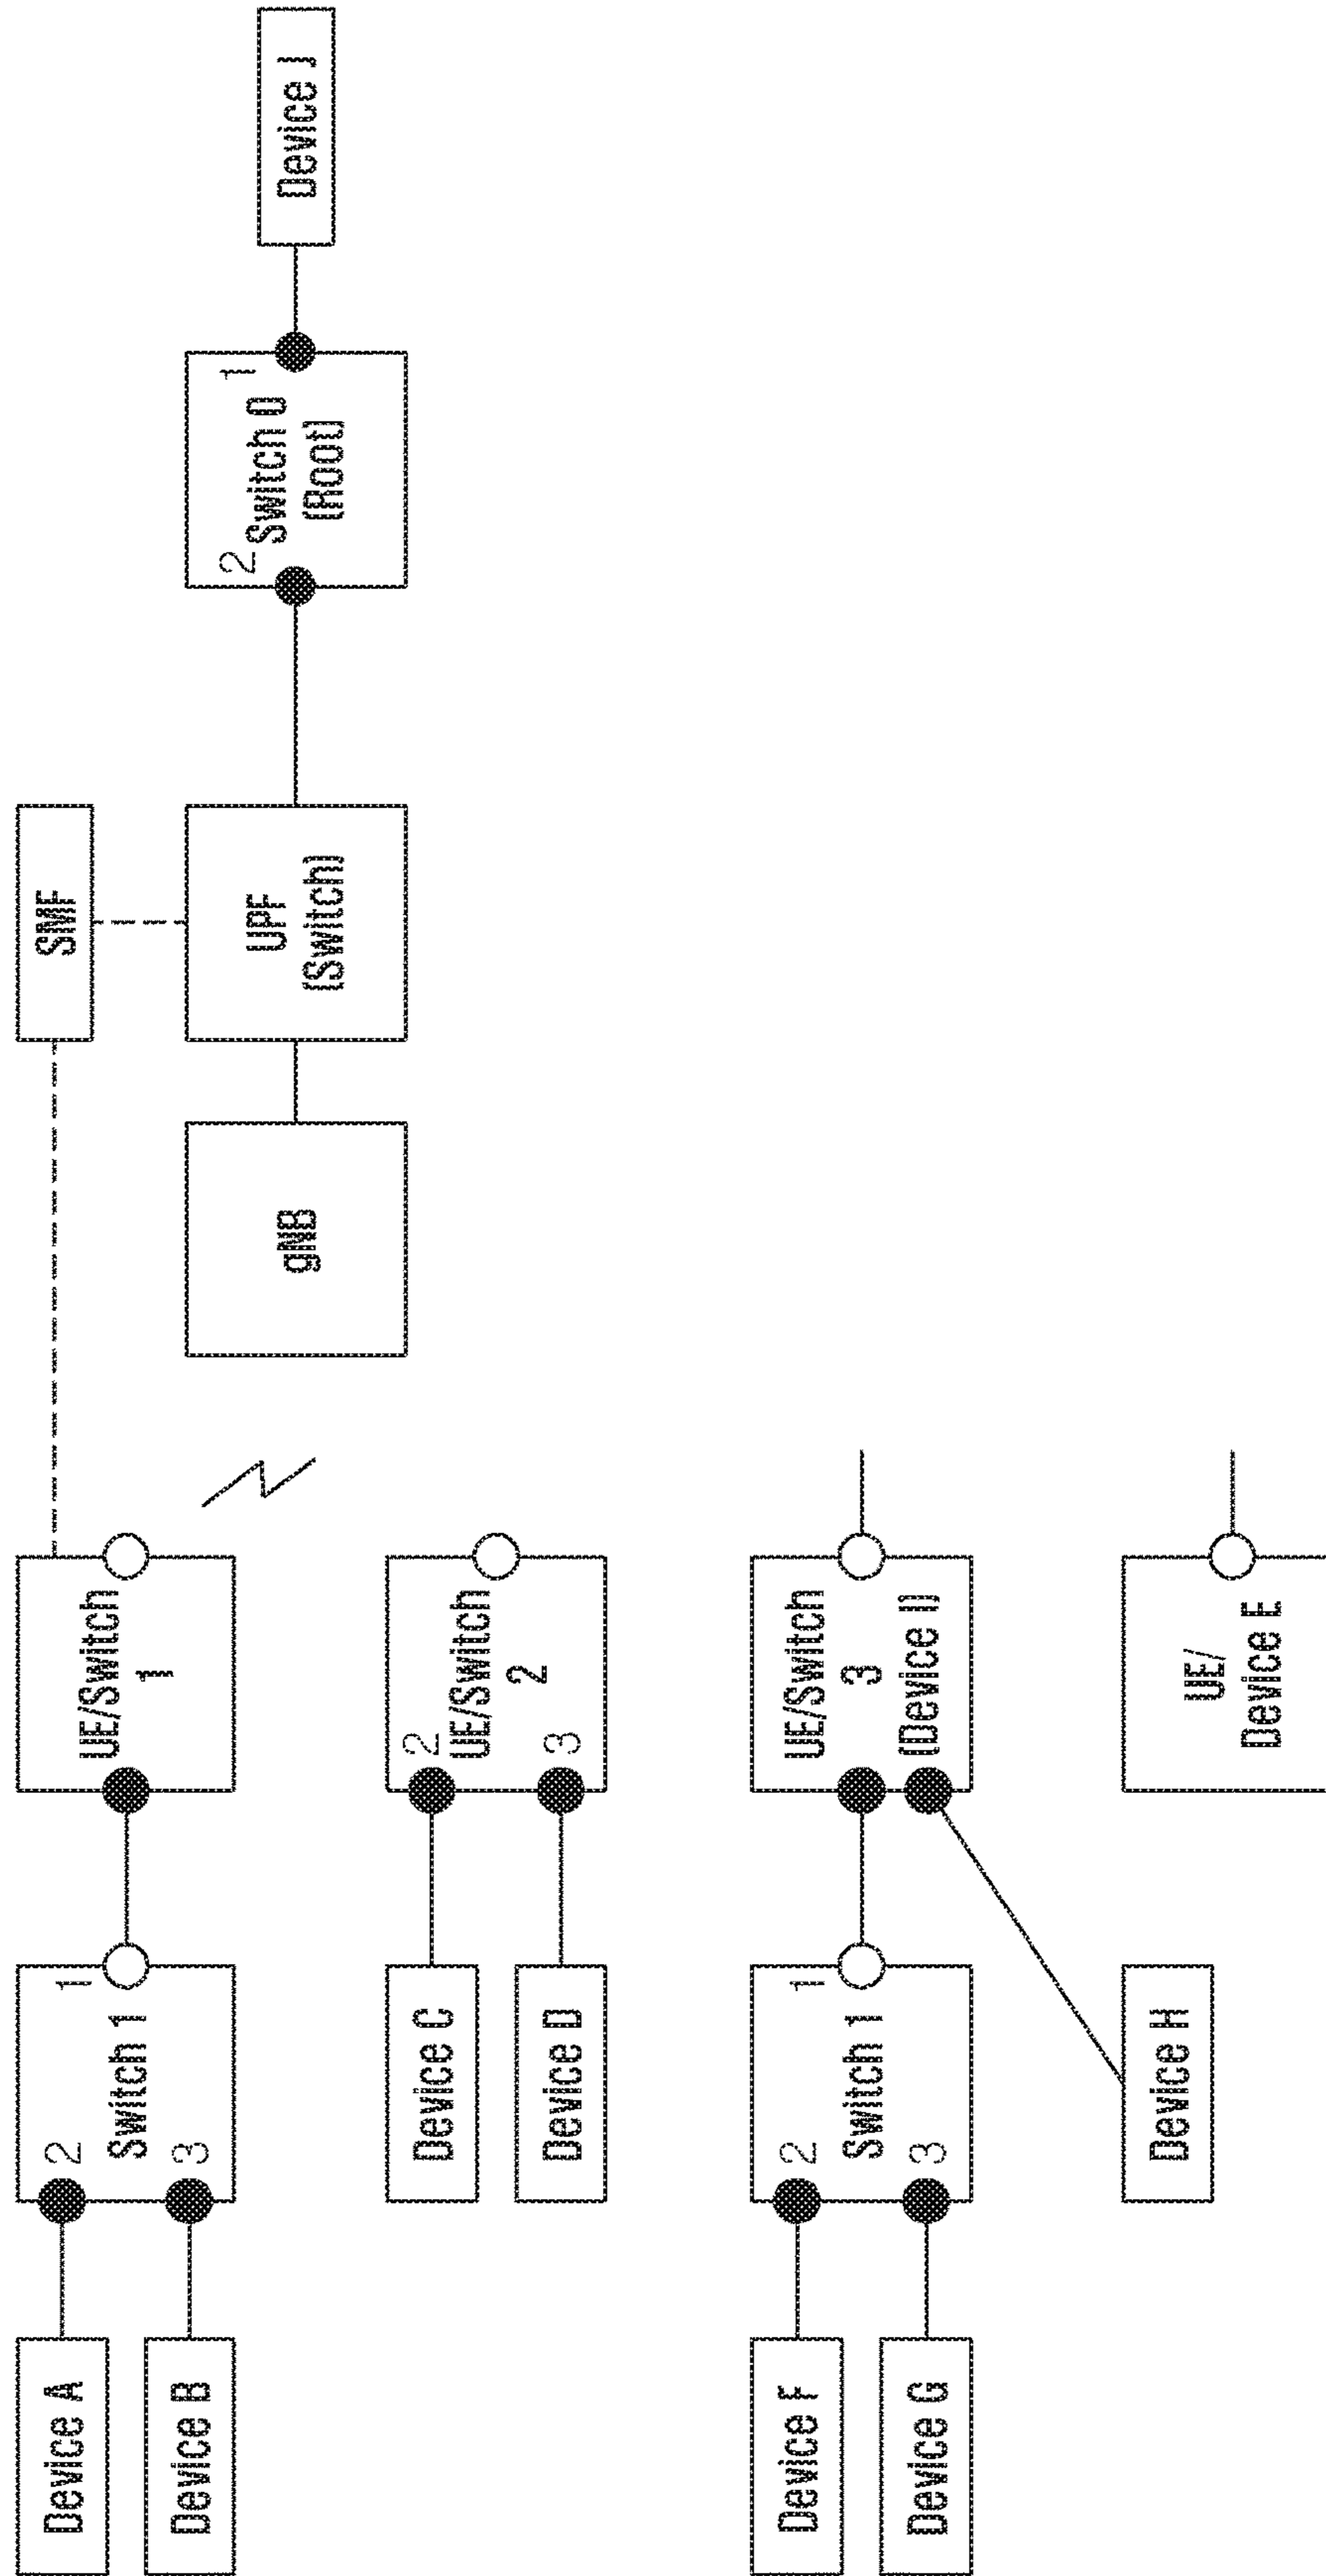 Device A
Device B
2
3
Switch 1
1
UE/Switch
1
SMF
gNB
UPF
(Switch)
2
Switch 0
(Root)
1
Device J
Device C
Device D
2
UE/Switch
2
3
Device F
Device G
2
3
Switch 1
1
UE/Switch
3
(Device I)
Device H
UE/
Device E